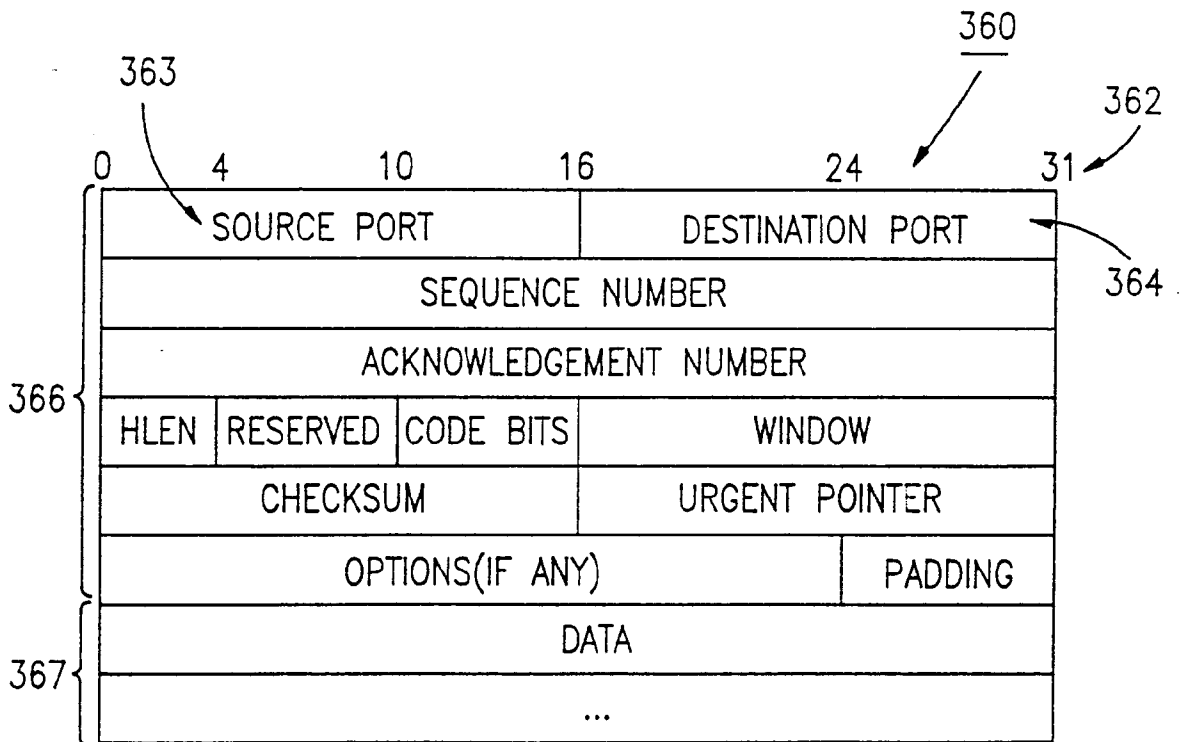 360
363
362
0 4 10 16 24 31
SOURCE PORT DESTINATION PORT
364
SEQUENCE NUMBER
ACKNOWLEDGEMENT NUMBER
366
HLEN RESERVED CODE BITS WINDOW
CHECKSUM URGENT POINTER
OPTIONS(IF ANY) PADDING
DATA
367
...